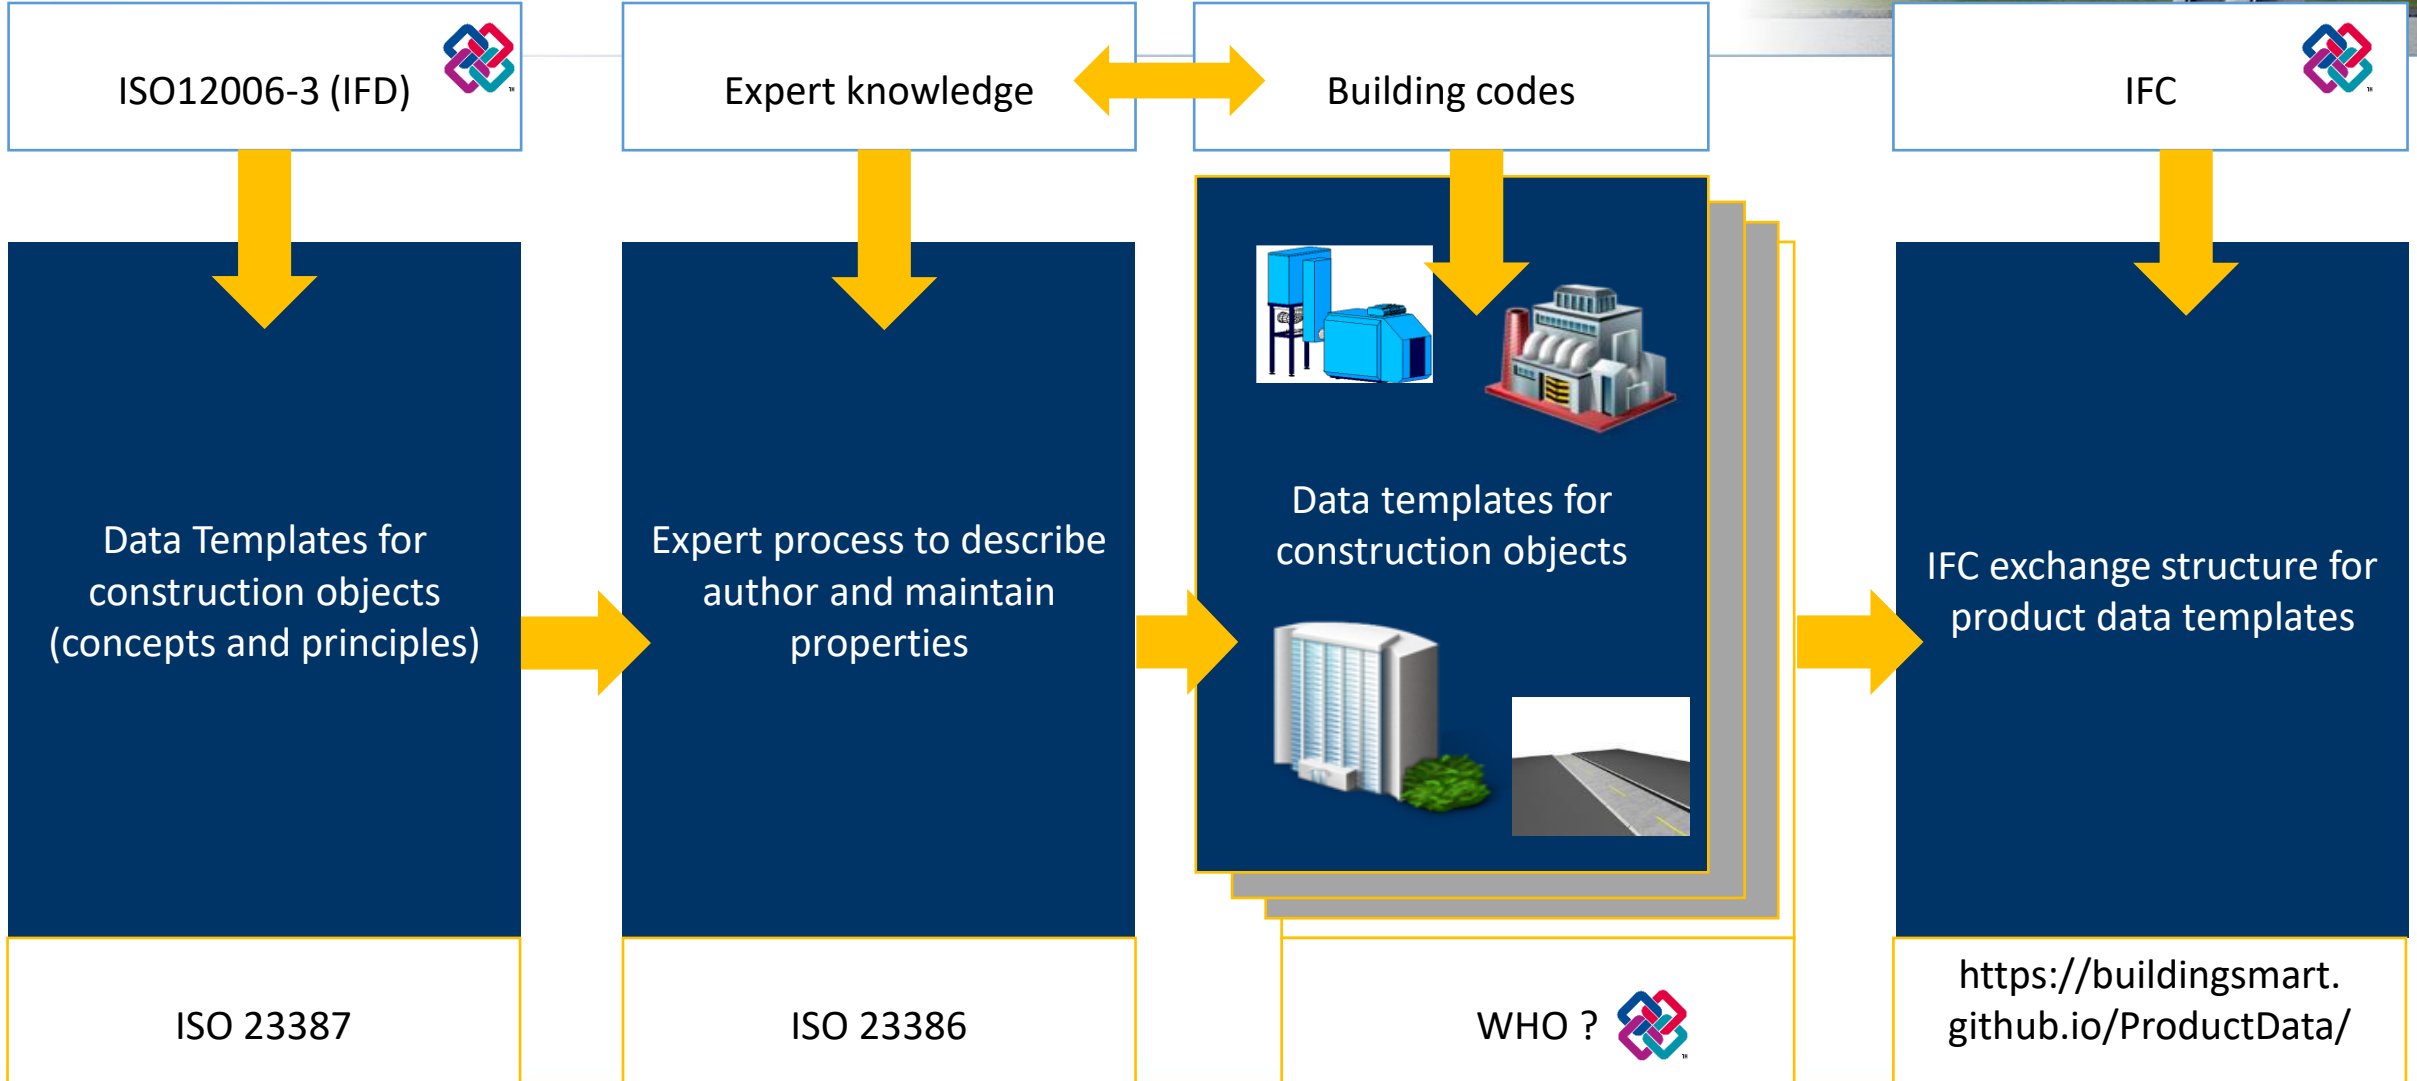 ISO12006-3 (IFD)
Expert knowledge
Building codes
IFC
Data Templates for
construction objects
(concepts and principles)
Expert process to describe
author and maintain
properties
Data templates for
construction objects
IFC exchange structure for
product data templates
ISO 23387
ISO 23386
WHO ?
https://buildingsmart.
github.io/ProductData/